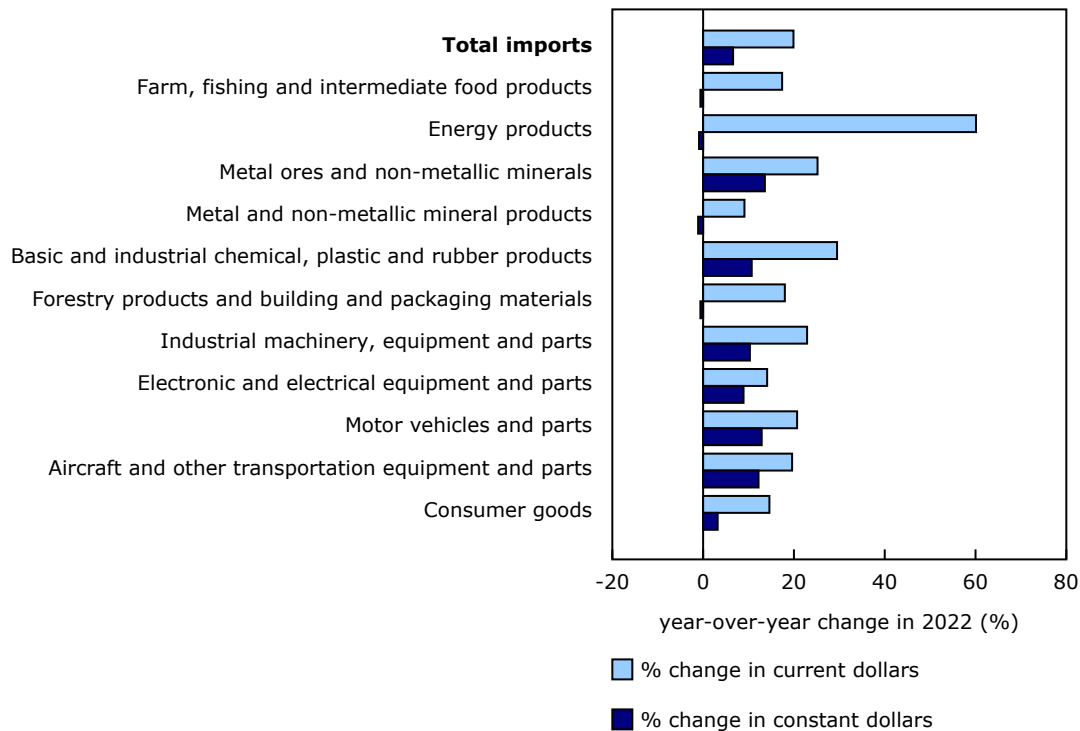 Total imports
Farm, fishing and intermediate food products
Energy products
Metal ores and non-metallic minerals
Metal and non-metallic mineral products
Basic and industrial chemical, plastic and rubber products
Forestry products and building and packaging materials
Industrial machinery, equipment and parts
Electronic and electrical equipment and parts
Motor vehicles and parts
Aircraft and other transportation equipment and parts
Consumer goods
-20 0 20 40 60 80
year-over-year change in 2022 (%)
% change in current dollars
% change in constant dollars